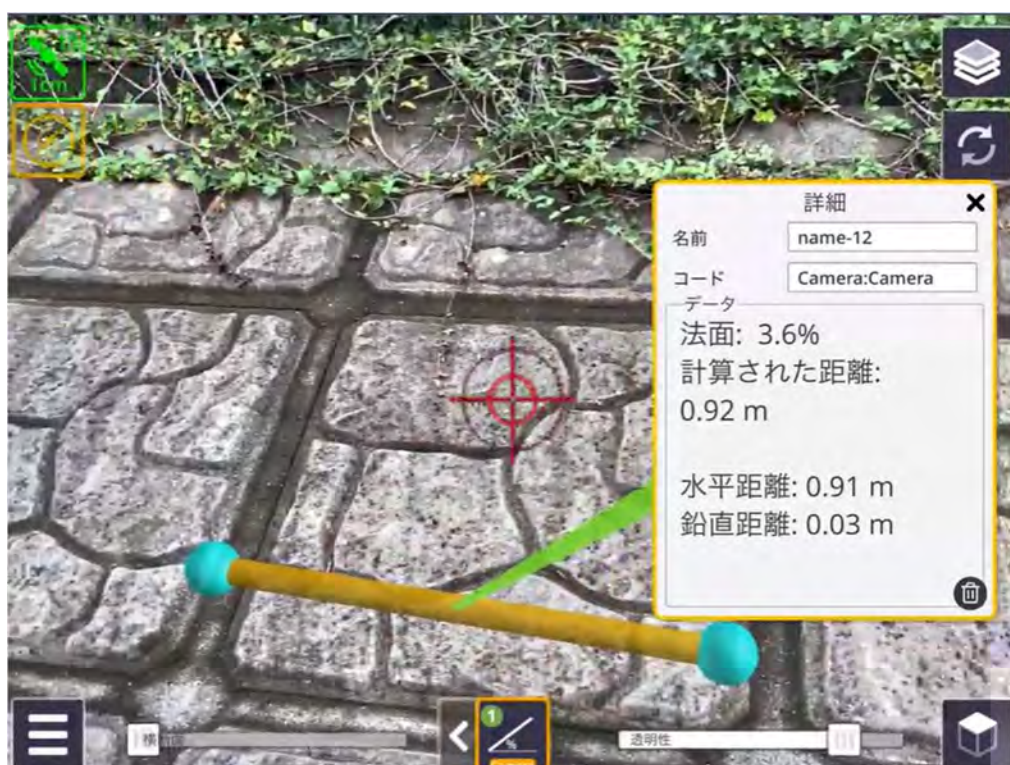 1cm
詳細
名前
name-12
コード
Camera:Camera
データ
法面: 3.6%
計算された距離:
0.92 m
水平距離: 0.91 m
鉛直距離: 0.03 m
1
%
透明性